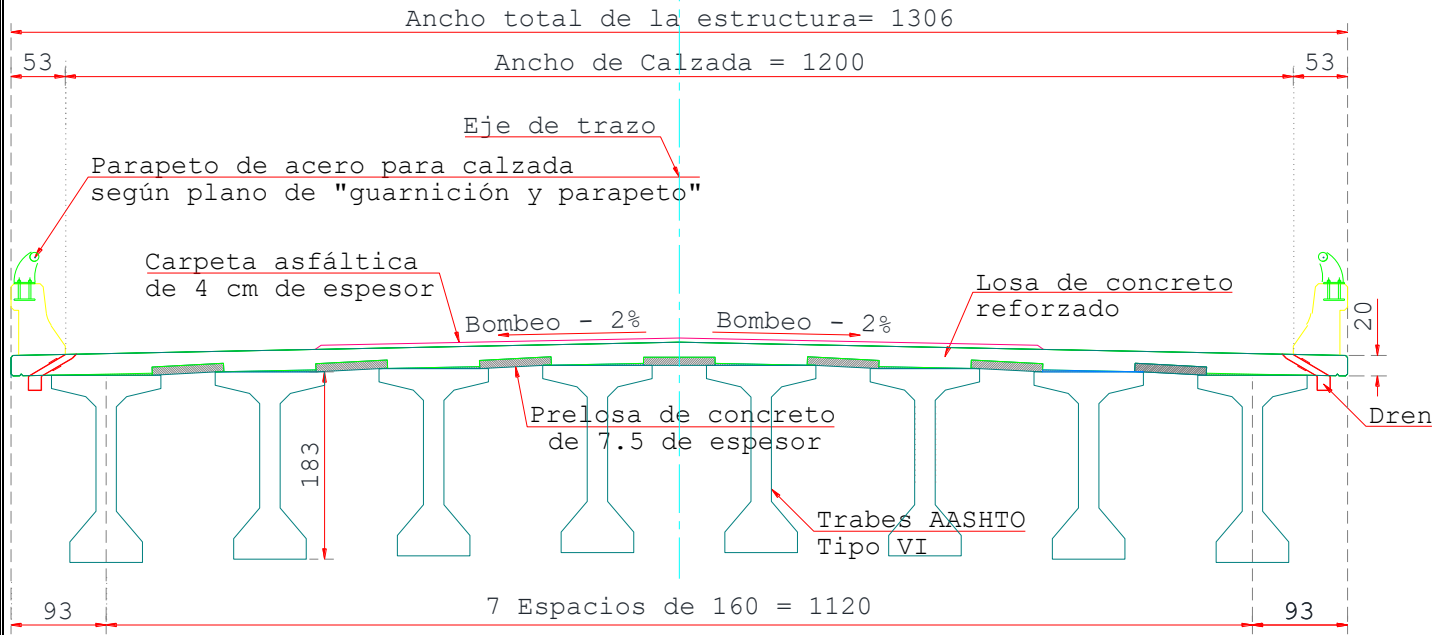 Ancho total de la estructura= 1306
53
Ancho de Calzada = 1200
53
Eje de trazo
Parapeto de acero para calzada
según plano de "guarnición y parapeto"
Carpeta asfáltica
de 4 cm de espesor
Losa de concreto
reforzado
Bombeo - 2%
Bombeo - 2%
20
Prelosa de concreto
de 7.5 de espesor
Dren
183
Trabes AASHTO
Tipo VI
93
7 Espacios de 160 = 1120
93